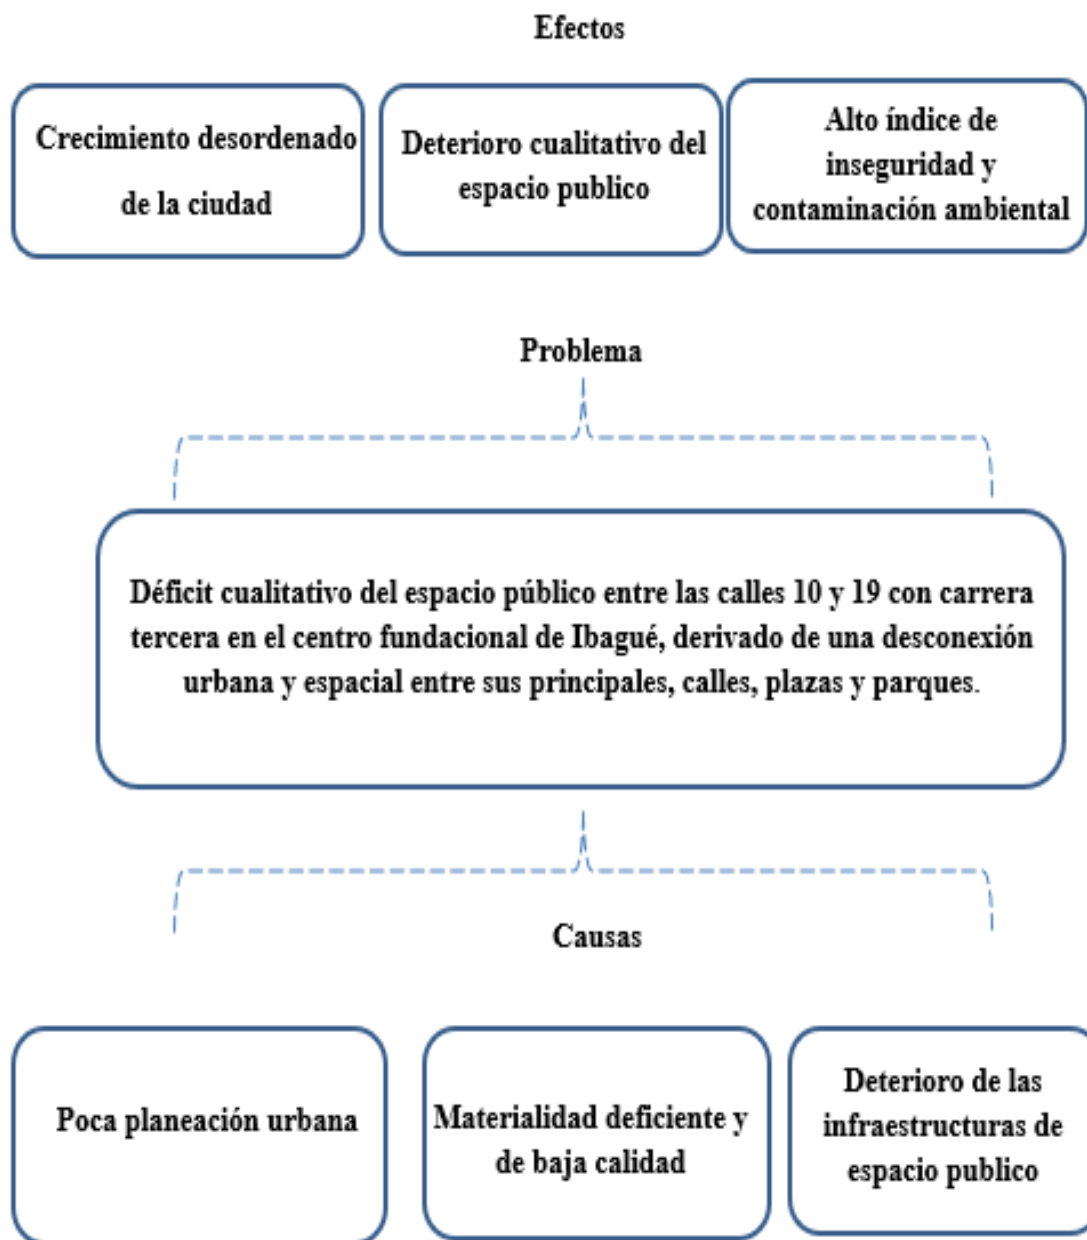 Efectos
Crecimiento desordenado
de la ciudad
Deterioro cualitativo del
espacio publico
Alto índice de
inseguridad y
contaminación ambiental
Problema
Déficit cualitativo del espacio público entre las calles 10 y 19 con carrera
tercera en el centro fundacional de Ibagué, derivado de una desconexión
urbana y espacial entre sus principales, calles, plazas y parques.
Causas
Poca planeación urbana
Materialidad deficiente y
de baja calidad
Deterioro de las
infraestructuras de
espacio publico